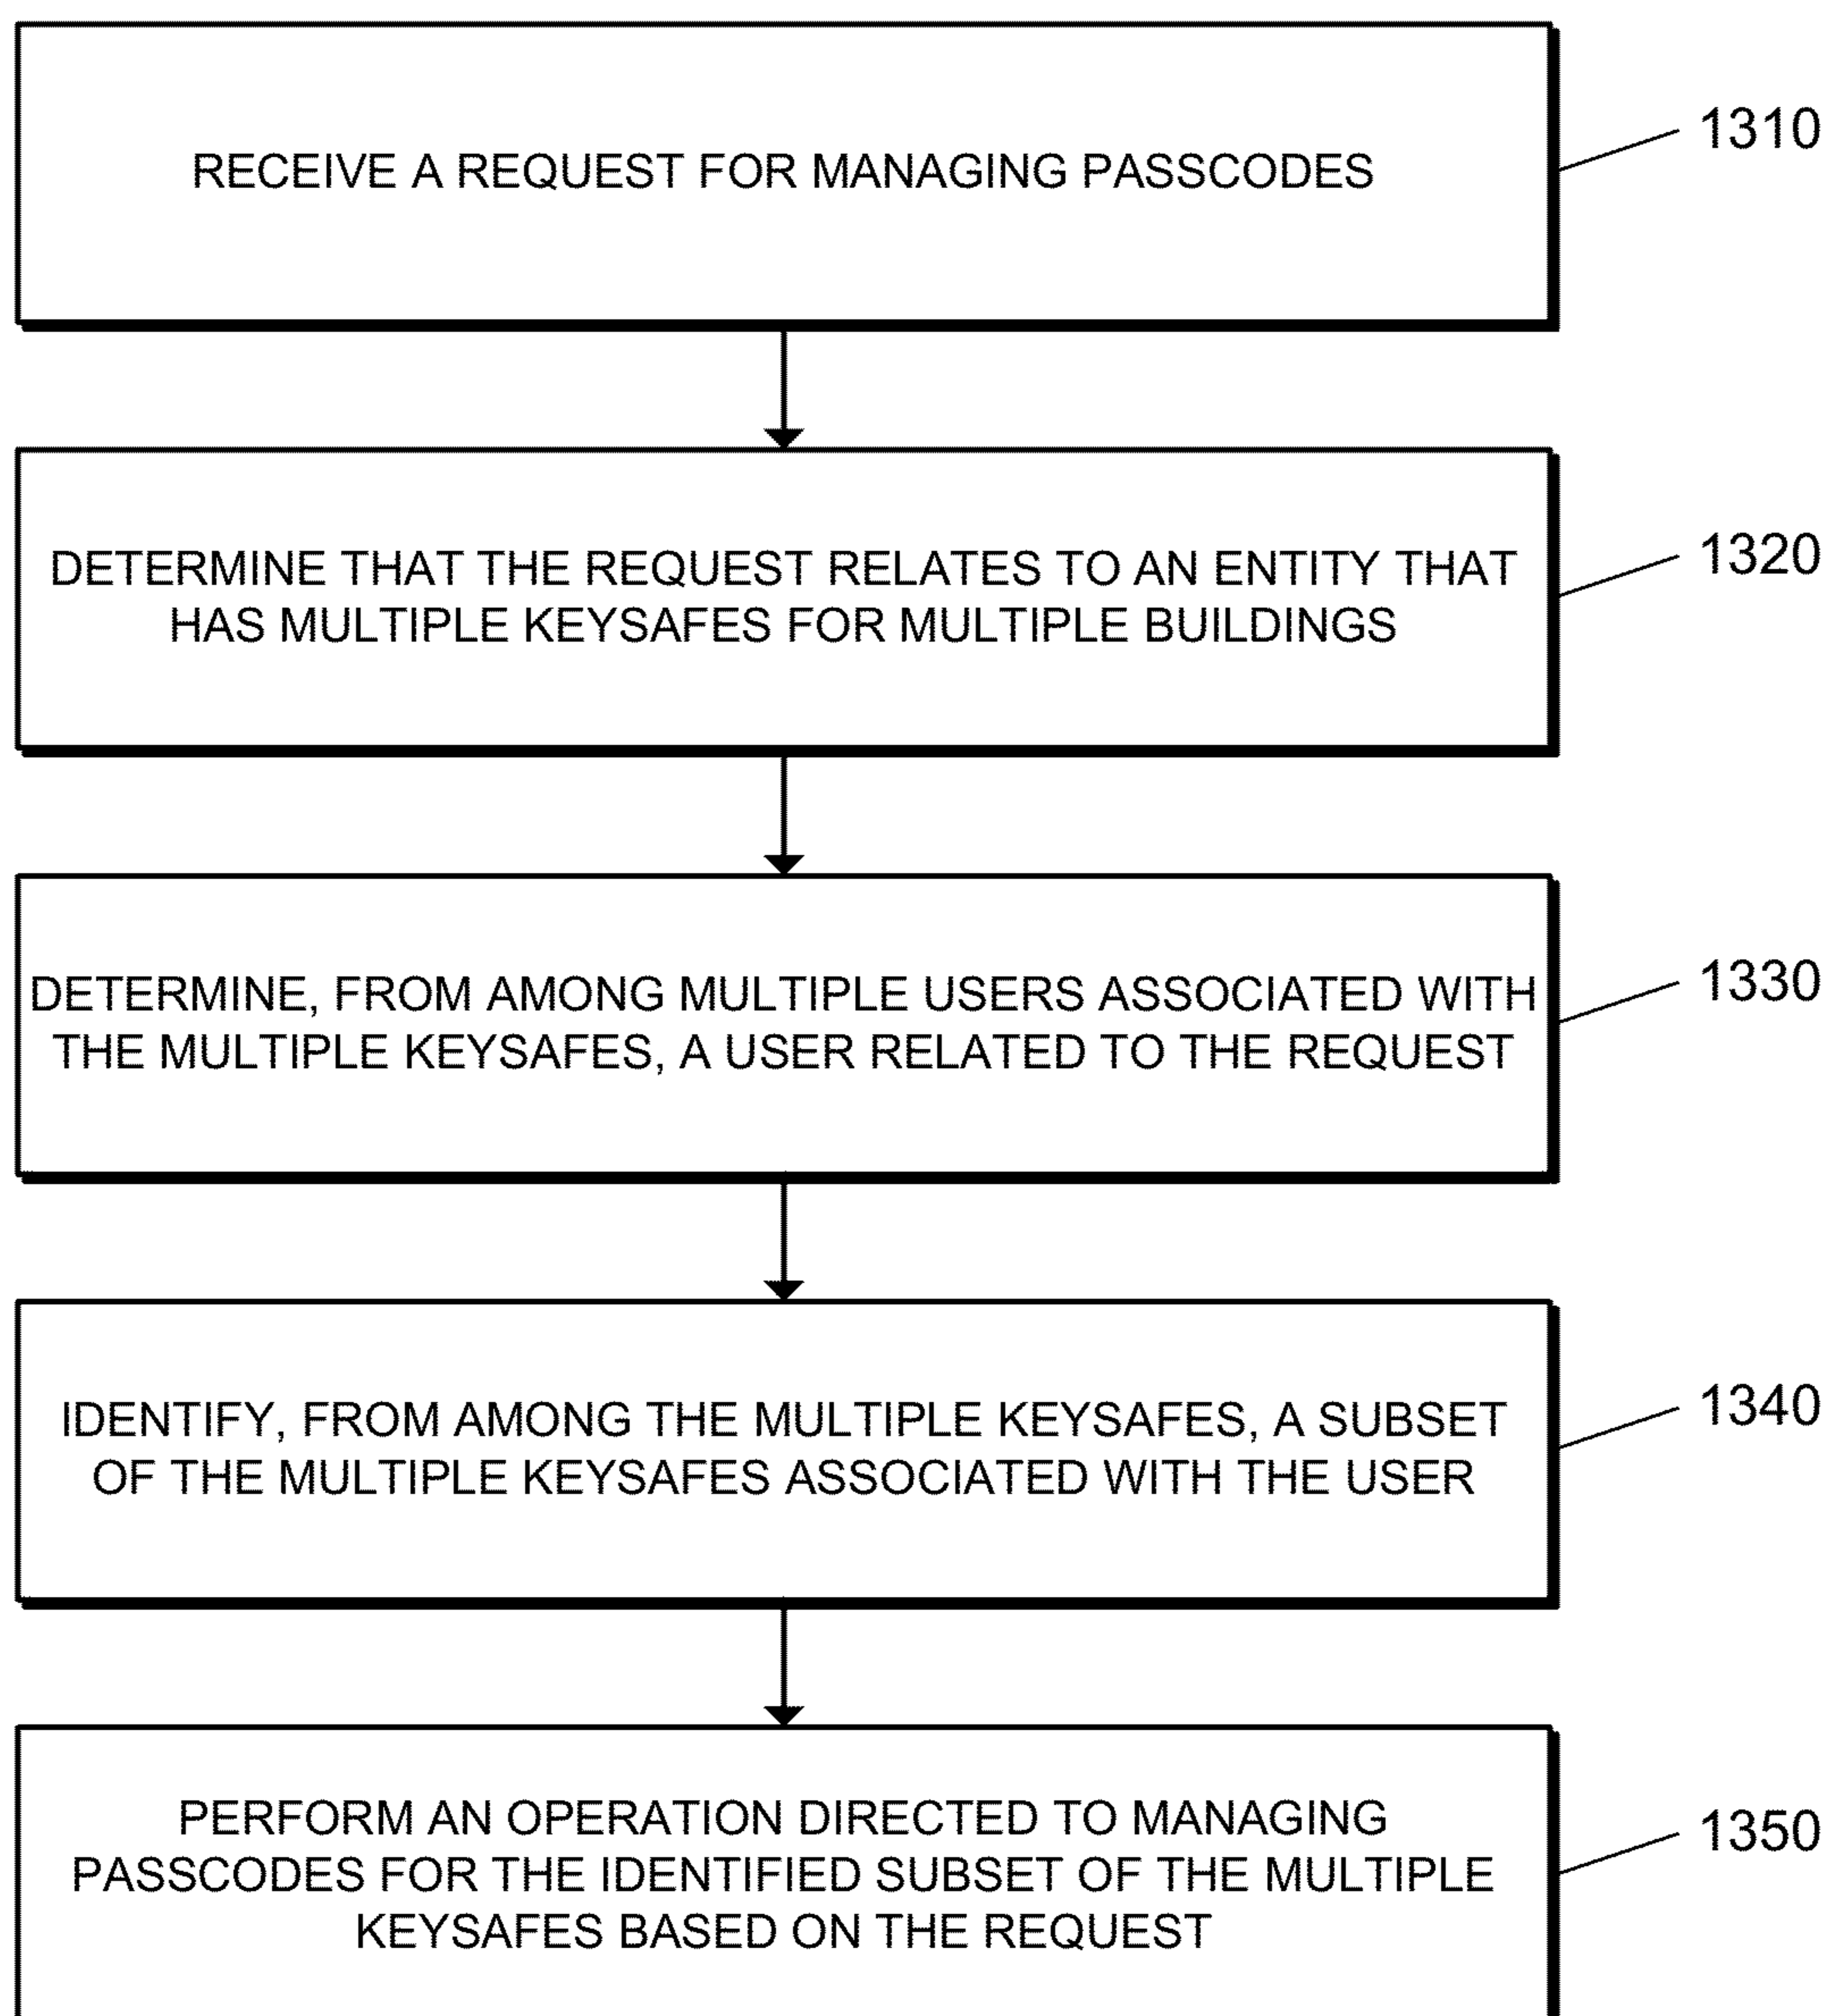 RECEIVE A REQUEST FOR MANAGING PASSCODES
1310
DETERMINE THAT THE REQUEST RELATES TO AN ENTITY THAT
HAS MULTIPLE KEYSAFES FOR MULTIPLE BUILDINGS
1320
DETERMINE, FROM AMONG MULTIPLE USERS ASSOCIATED WITH
THE MULTIPLE KEYSAFES, A USER RELATED TO THE REQUEST
1330
IDENTIFY, FROM AMONG THE MULTIPLE KEYSAFES, A SUBSET
OF THE MULTIPLE KEYSAFES ASSOCIATED WITH THE USER
1340
PERFORM AN OPERATION DIRECTED TO MANAGING
PASSCODES FOR THE IDENTIFIED SUBSET OF THE MULTIPLE
KEYSAFES BASED ON THE REQUEST
1350